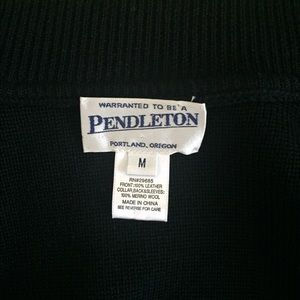 WARRANTED TO BE A
PENDLETON
PORTLAND, OREGON
M
RN#29685
FRONT:100% LEATHER
COLLAR,BACK&SLEEVES:
100% MERINO WOOL
MADE IN CHINA
SEE REVERSE FOR CARE